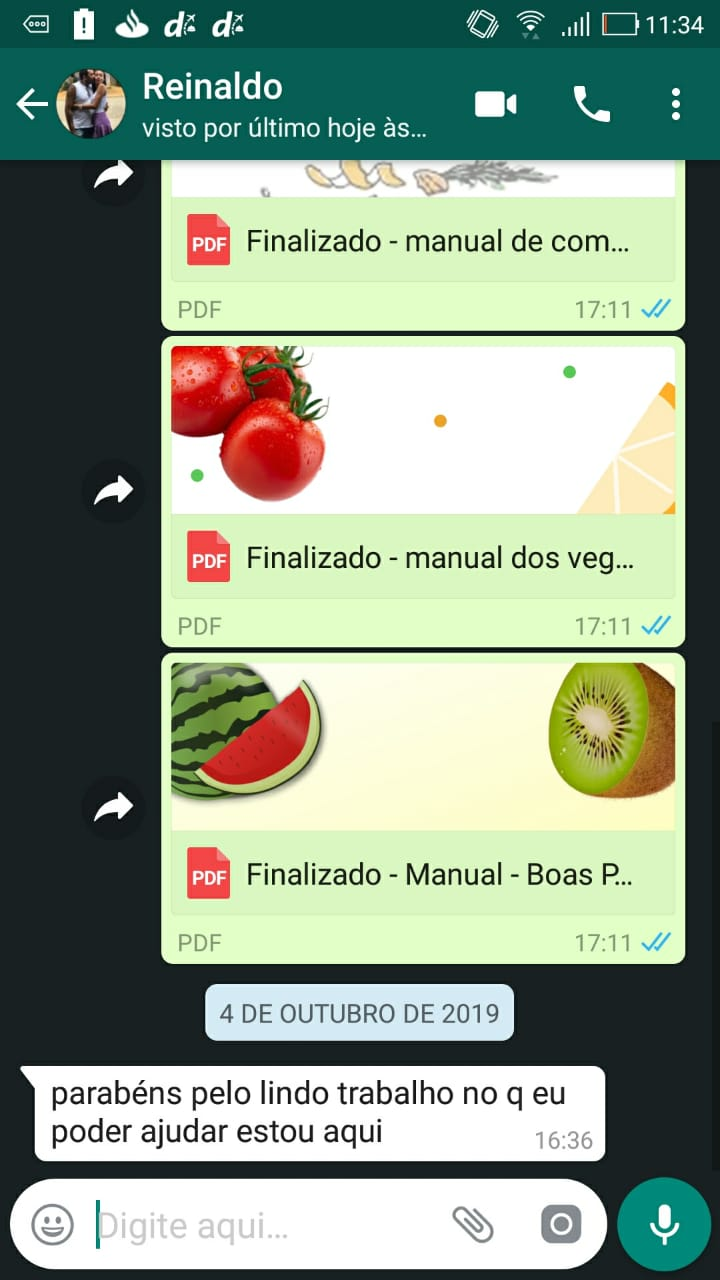 11:34
Reinaldo
visto por último hoje às...
PDF Finalizado - manual de com...
PDF 17:11
PDF Finalizado - manual dos veg...
PDF 17:11
PDF Finalizado - Manual - Boas P...
PDF 17:11
4 DE OUTUBRO DE 2019
parabéns pelo lindo trabalho no q eu
poder ajudar estou aqui
16:36
Digite aqui...